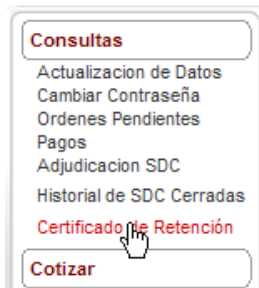 Consultas
Actualizacion de Datos
Cambiar Contraseña
Ordenes Pendientes
Pagos
Adjudicacion SDC
Historial de SDC Cerradas
Certificado de Retención
Cotizar